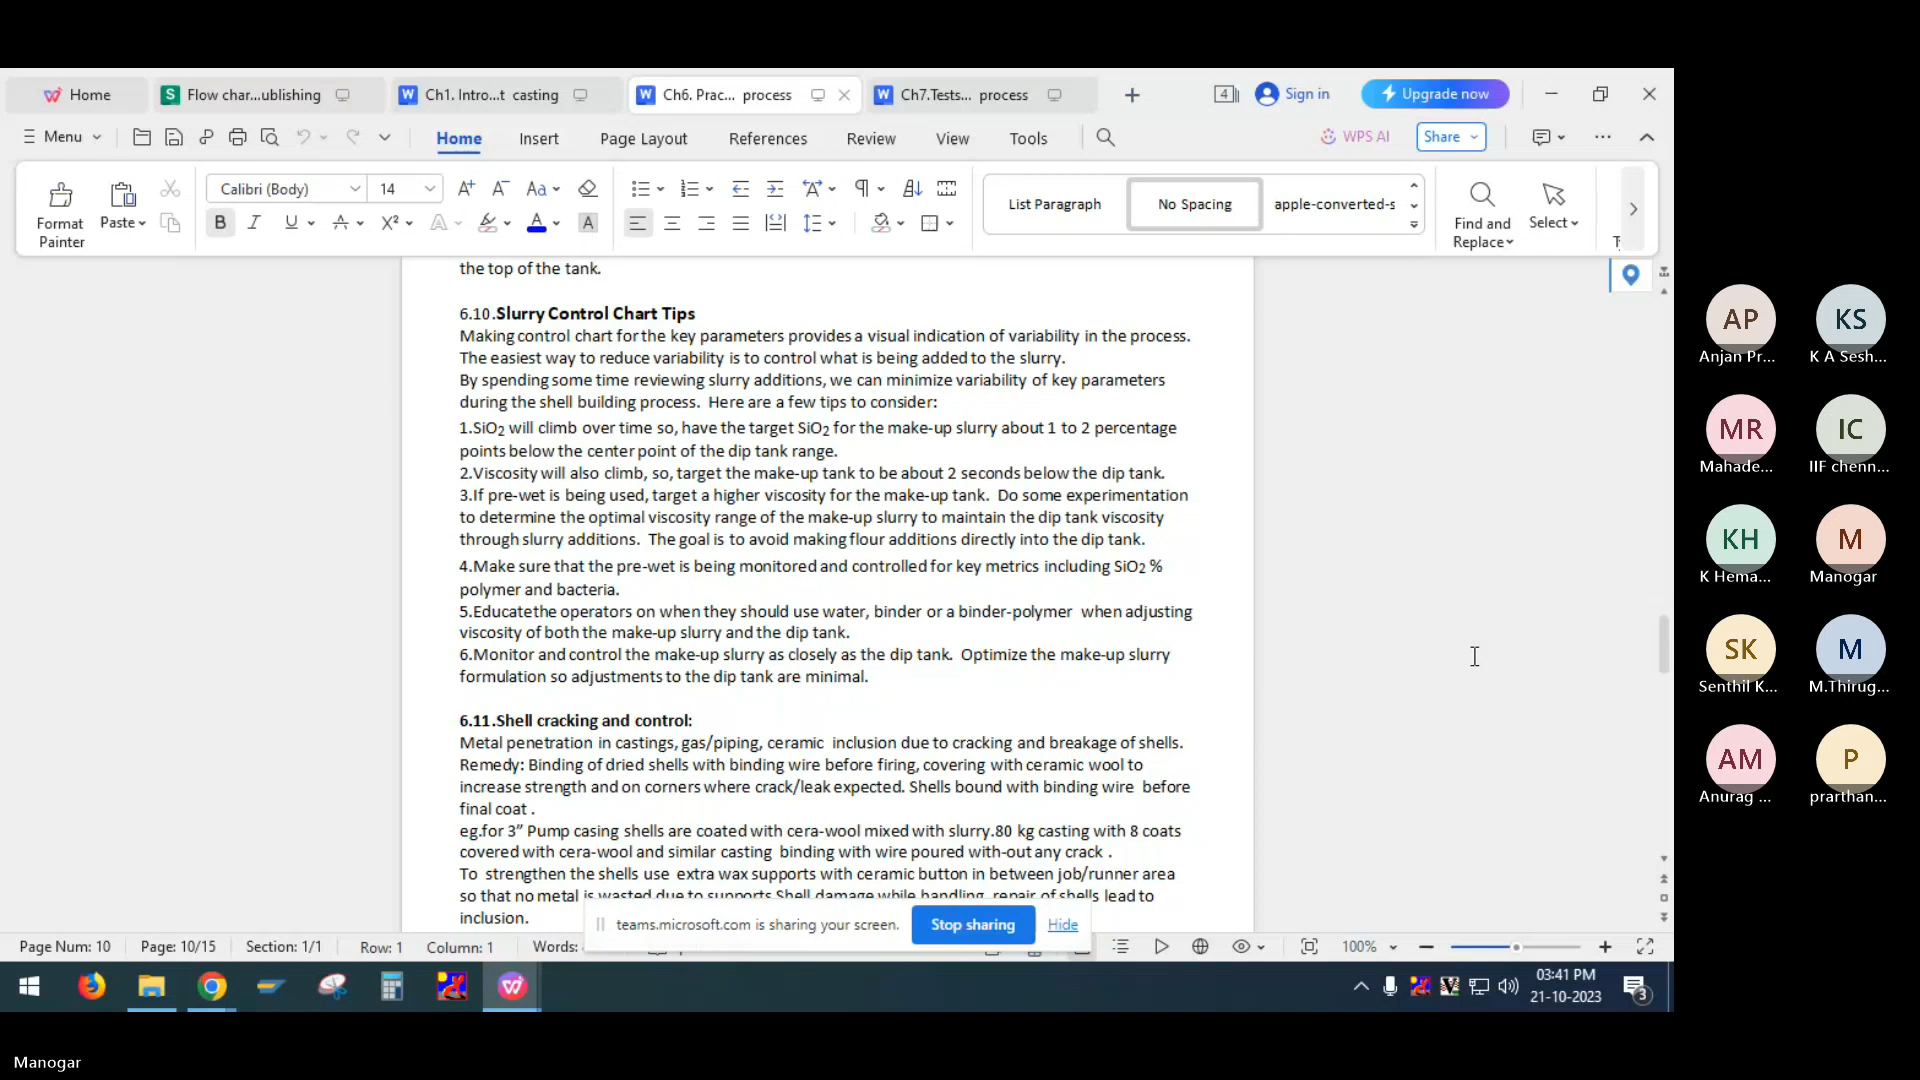 Home
Flow char...ublishing
Ch1. Intro...t casting
Ch6. Prac... process
Ch7.Tests... process
4
Sign in
Upgrade now
Menu
Home
Insert
Page Layout
References
Review
View
Tools
WPS AI
Share
Format
Painter
Paste
Calibri (Body)
14
List Paragraph
No Spacing
apple-converted-s
Find and
Replace
Select
the top of the tank.
6.10.Slurry Control Chart Tips
Making control chart for the key parameters provides a visual indication of variability in the process.
The easiest way to reduce variability is to control what is being added to the slurry.
By spending some time reviewing slurry additions, we can minimize variability of key parameters
during the shell building process. Here are a few tips to consider:
1.SiO2 will climb over time so, have the target SiO2 for the make-up slurry about 1 to 2 percentage
points below the center point of the dip tank range.
2.Viscosity will also climb, so, target the make-up tank to be about 2 seconds below the dip tank.
3.If pre-wet is being used, target a higher viscosity for the make-up tank. Do some experimentation
to determine the optimal viscosity range of the make-up slurry to maintain the dip tank viscosity
through slurry additions. The goal is to avoid making flour additions directly into the dip tank.
4.Make sure that the pre-wet is being monitored and controlled for key metrics including SiO2 %
polymer and bacteria.
5.Educate the operators on when they should use water, binder or a binder-polymer when adjusting
viscosity of both the make-up slurry and the dip tank.
6.Monitor and control the make-up slurry as closely as the dip tank. Optimize the make-up slurry
formulation so adjustments to the dip tank are minimal.
6.11.Shell cracking and control:
Metal penetration in castings, gas/piping, ceramic inclusion due to cracking and breakage of shells.
Remedy: Binding of dried shells with binding wire before firing, covering with ceramic wool to
increase strength and on corners where crack/leak expected. Shells bound with binding wire before
final coat .
eg.for 3” Pump casing shells are coated with cera-wool mixed with slurry.80 kg casting with 8 coats
covered with cera-wool and similar casting binding with wire poured with-out any crack .
To strengthen the shells use extra wax supports with ceramic button in between job/runner area
so that no metal is wasted due to supports Shell damage while handling, repair of shells lead to
inclusion.
teams.microsoft.com is sharing your screen.
Stop sharing
Hide
Page Num: 10
Page: 10/15
Section: 1/1
Row: 1
Column: 1
Words:
100%
03:41 PM
21-10-2023
3
AP
Anjan Pr...
KS
K A Sesh...
MR
Mahade...
IC
IIF chenn...
KH
K Hema...
M
Manogar
SK
Senthil K...
M
M.Thirug...
AM
Anurag ...
P
prarthan...
Manogar